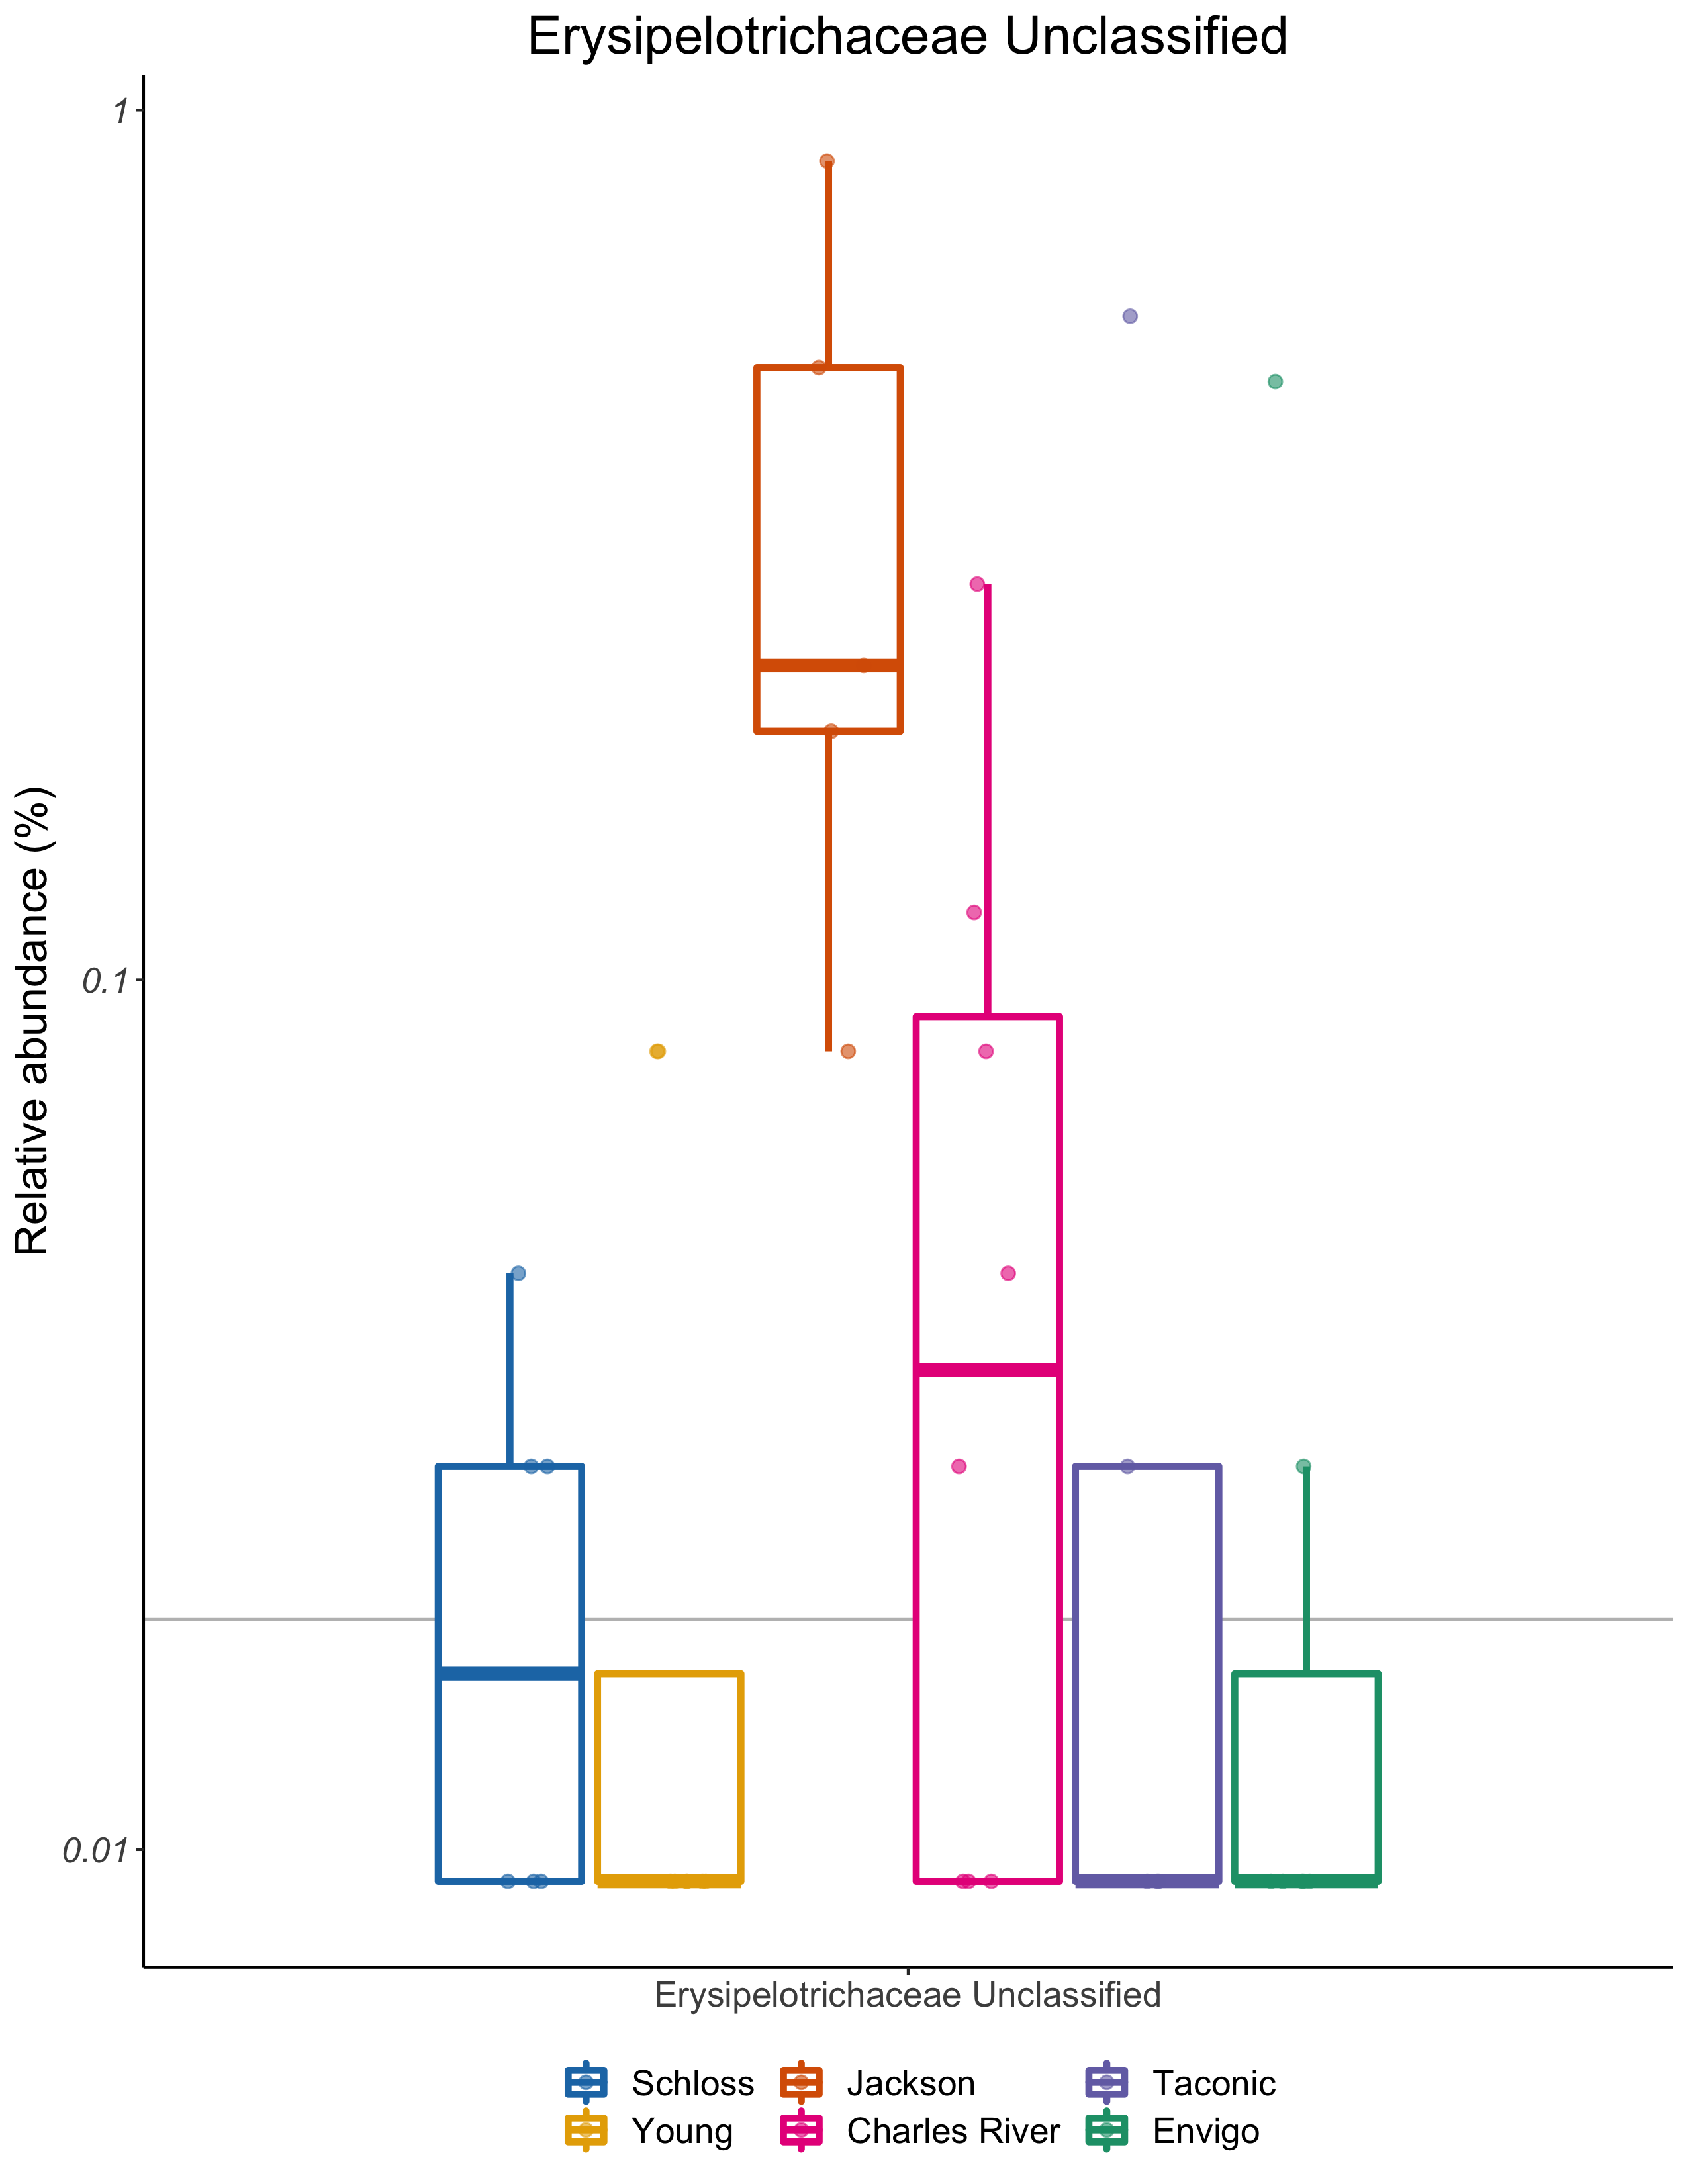 Erysipelotrichaceae Unclassified
1
0.1
0.01
Relative abundance (%)
Erysipelotrichaceae Unclassified
Schloss Jackson Taconic
Young Charles River Envigo